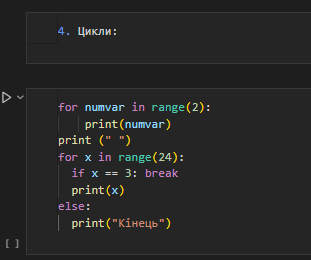 4. Цикли:
for numvar in range(2):
    print(numvar)
print (" ")
for x in range(24):
  if x == 3: break
  print(x)
else:
  print("Кінець")
[ ]